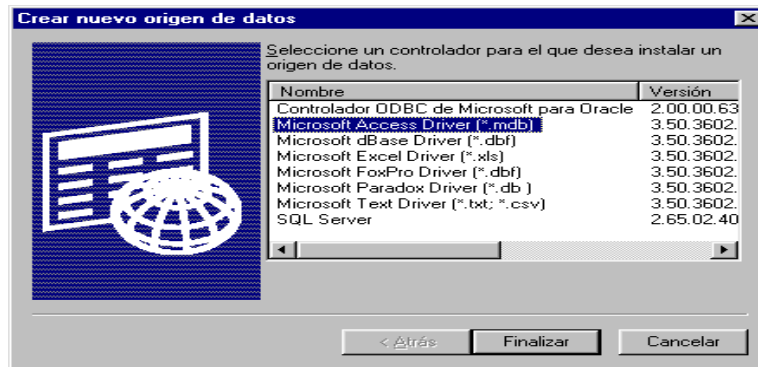 Crear nuevo origen de datos
Seleccione un controlador para el que desea instalar un
origen de datos.
Nombre Versión
Controlador ODBC de Microsoft para Oracle 2.00.00.63
Microsoft Access Driver (*.mdb) 3.50.3602.
Microsoft dBase Driver (*.dbf) 3.50.3602.
Microsoft Excel Driver (*.xls) 3.50.3602.
Microsoft FoxPro Driver (*.dbf) 3.50.3602.
Microsoft Paradox Driver (*.db ) 3.50.3602.
Microsoft Text Driver (*.txt; *.csv) 3.50.3602.
SQL Server 2.65.02.40
< Atrás Finalizar Cancelar